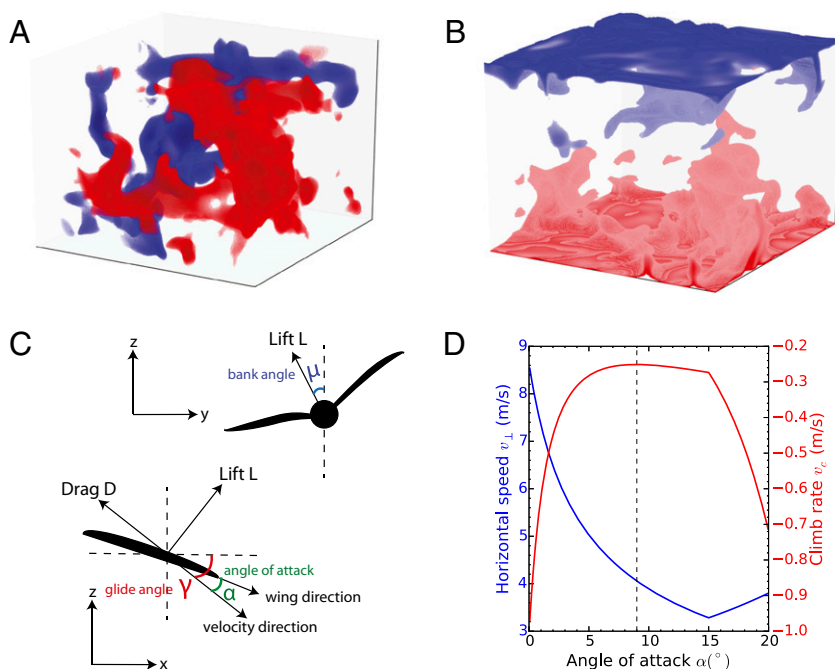 A
B
C
z
y
Lift L
bank angle
μ
Drag D
Lift L
angle of attack
glide angle
γ
α
wing direction
velocity direction
z
x
D
9
8
7
6
5
4
3
Horizontal speed v⊥ (m/s)
0
5
10
15
20
Angle of attack α(°)
−0.2
−0.3
−0.4
−0.5
−0.6
−0.7
−0.8
−0.9
−1.0
Climb rate vc (m/s)